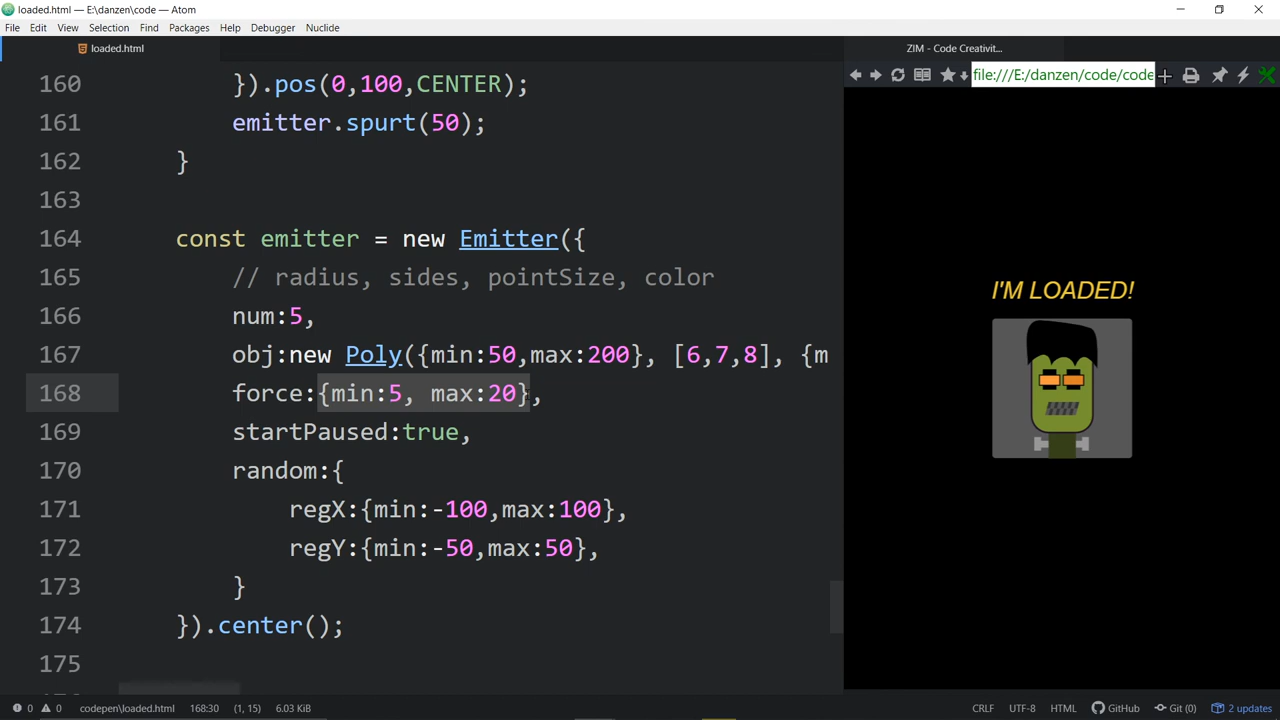 loaded.html — E:\danzen\code — Atom
File Edit View Selection Find Packages Help Debugger Nuclide
loaded.html
ZIM - Code Creativit...
file:///E:/danzen/code/code
160 }).pos(0,100,CENTER);
161 emitter.spurt(50);
162 }
163
164 const emitter = new Emitter({
165 // radius, sides, pointSize, color
166 num:5,
167 obj:new Poly({min:50,max:200}, [6,7,8], {m
168 force:{min:5, max:20},
169 startPaused:true,
170 random:{
171 regX:{min:-100,max:100},
172 regY:{min:-50,max:50},
173 }
174 }).center();
175
I'M LOADED!
0 0 codepen\loaded.html 168:30 (1, 15) 6.03 KiB CRLF UTF-8 HTML GitHub Git (0) 2 updates